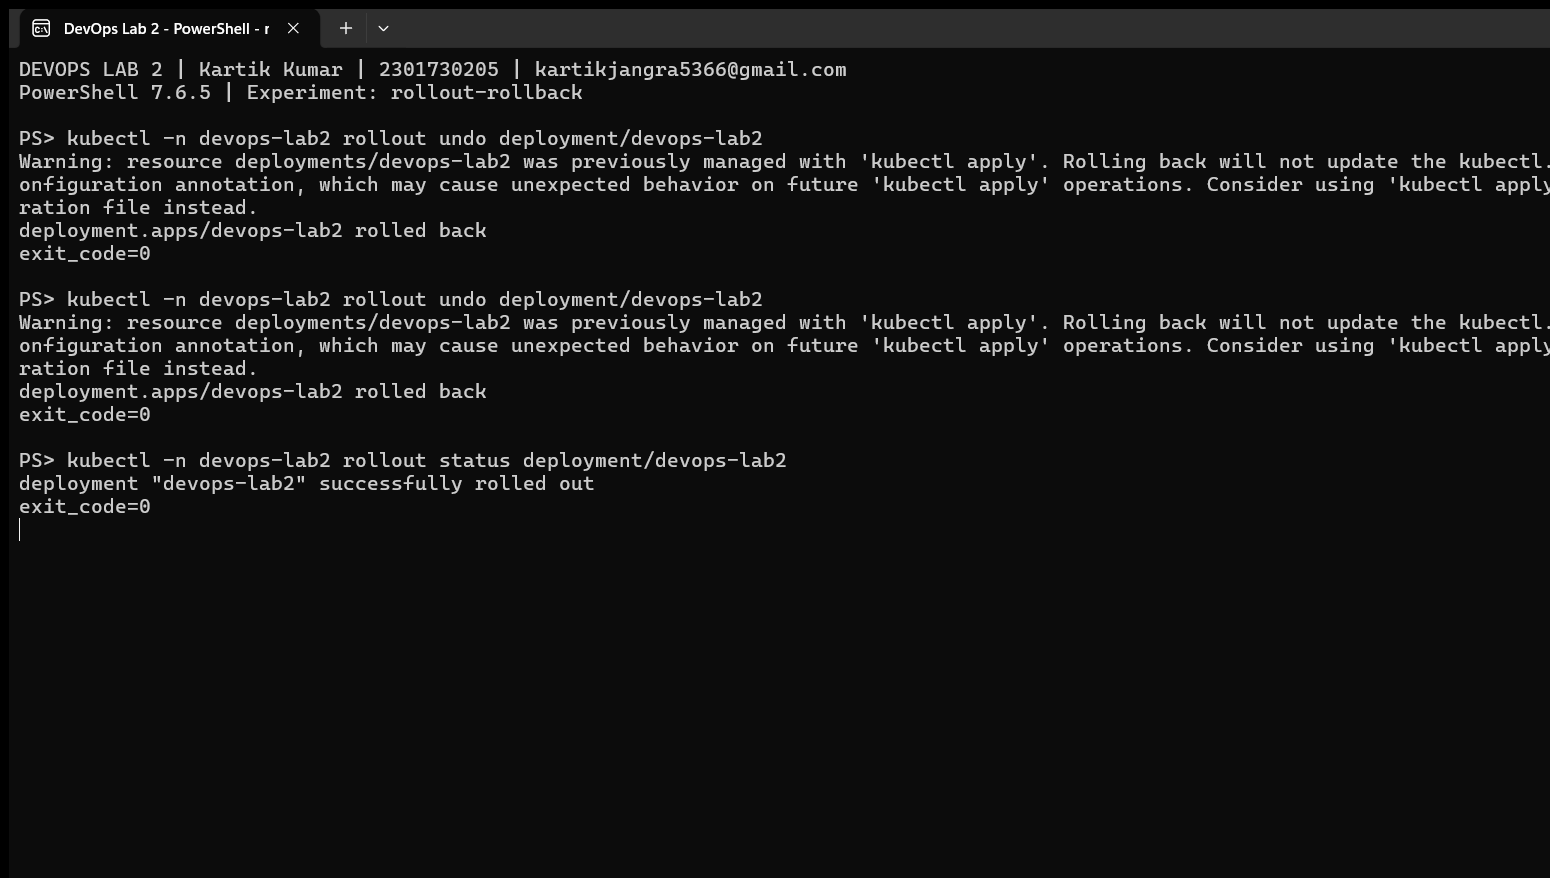 DevOps Lab 2 - PowerShell - r
DEVOPS LAB 2 | Kartik Kumar | 2301730205 | kartikjangra5366@gmail.com
PowerShell 7.6.5 | Experiment: rollout-rollback
PS> kubectl -n devops-lab2 rollout undo deployment/devops-lab2
Warning: resource deployments/devops-lab2 was previously managed with 'kubectl apply'. Rolling back will not update the kubectl.
onfiguration annotation, which may cause unexpected behavior on future 'kubectl apply' operations. Consider using 'kubectl apply
ration file instead.
deployment.apps/devops-lab2 rolled back
exit_code=0
PS> kubectl -n devops-lab2 rollout undo deployment/devops-lab2
Warning: resource deployments/devops-lab2 was previously managed with 'kubectl apply'. Rolling back will not update the kubectl.
onfiguration annotation, which may cause unexpected behavior on future 'kubectl apply' operations. Consider using 'kubectl apply
ration file instead.
deployment.apps/devops-lab2 rolled back
exit_code=0
PS> kubectl -n devops-lab2 rollout status deployment/devops-lab2
deployment "devops-lab2" successfully rolled out
exit_code=0